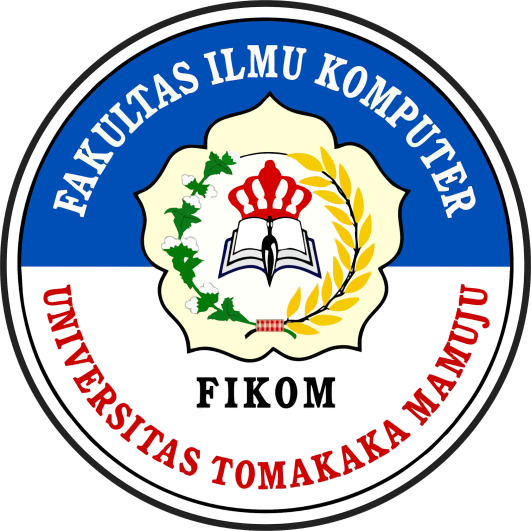 FAKULTAS ILMU KOMPUTER
FIKOM
UNIVERSITAS TOMAKAKA MAMUJU